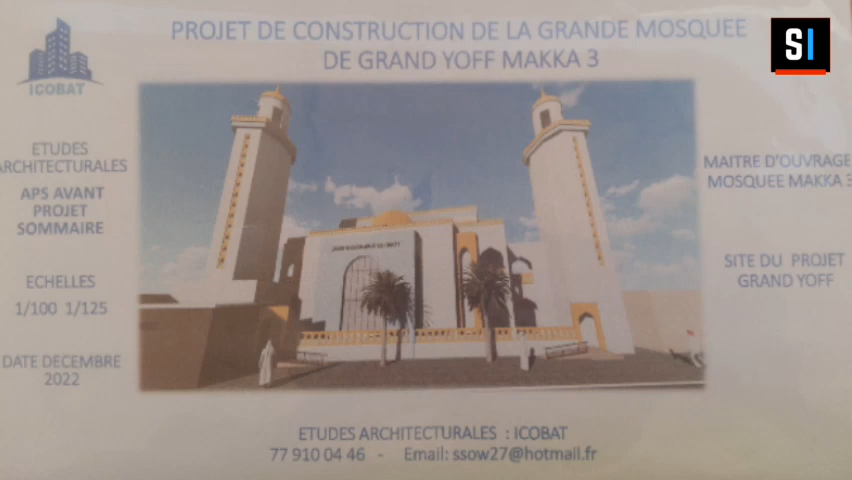 PROJET DE CONSTRUCTION DE LA GRANDE MOSQUEE
DE GRAND YOFF MAKKA 3
SI
ICOBAT
ETUDES
ARCHITECTURALES
APS AVANT
PROJET
SOMMAIRE
ECHELLES
1/100 1/125
DATE DECEMBRE
2022
MAITRE D'OUVRAGE
MOSQUEE MAKKA 3
SITE DU PROJET
GRAND YOFF
ETUDES ARCHITECTURALES : ICOBAT
77 910 04 46 - Email: ssow27@hotmail.fr